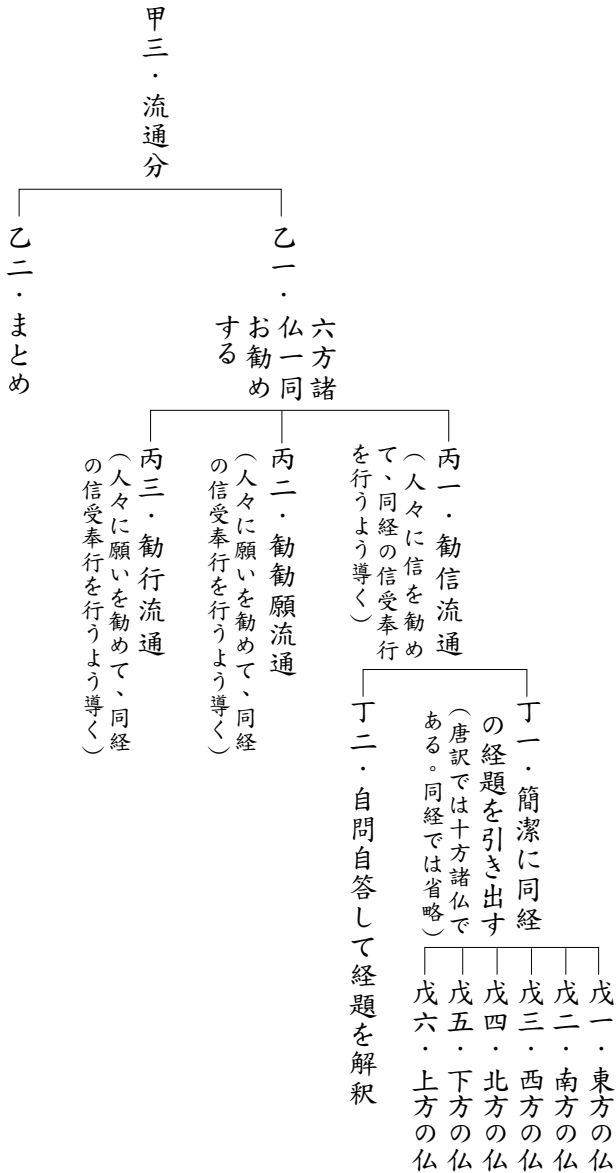 甲三・流通分
乙一・六方諸
仏一同
お勧め
する
丙一・勧信流通
（人々に信を勧め
て、同経の信受奉行
を行うよう導く）
丁一・簡潔に同経
の経題を引き出す
（唐訳では十方諸仏で
ある。同経では省略）
戊一・東方の仏
戊二・南方の仏
戊三・西方の仏
戊四・北方の仏
戊五・下方の仏
戊六・上方の仏
丁二・自問自答して経題を解釈
丙二・勧勧願流通
（人々に願いを勧めて、同経
の信受奉行を行うよう導く）
丙三・勧行流通
（人々に願いを勧めて、同経
の信受奉行を行うよう導く）
乙二・まとめ